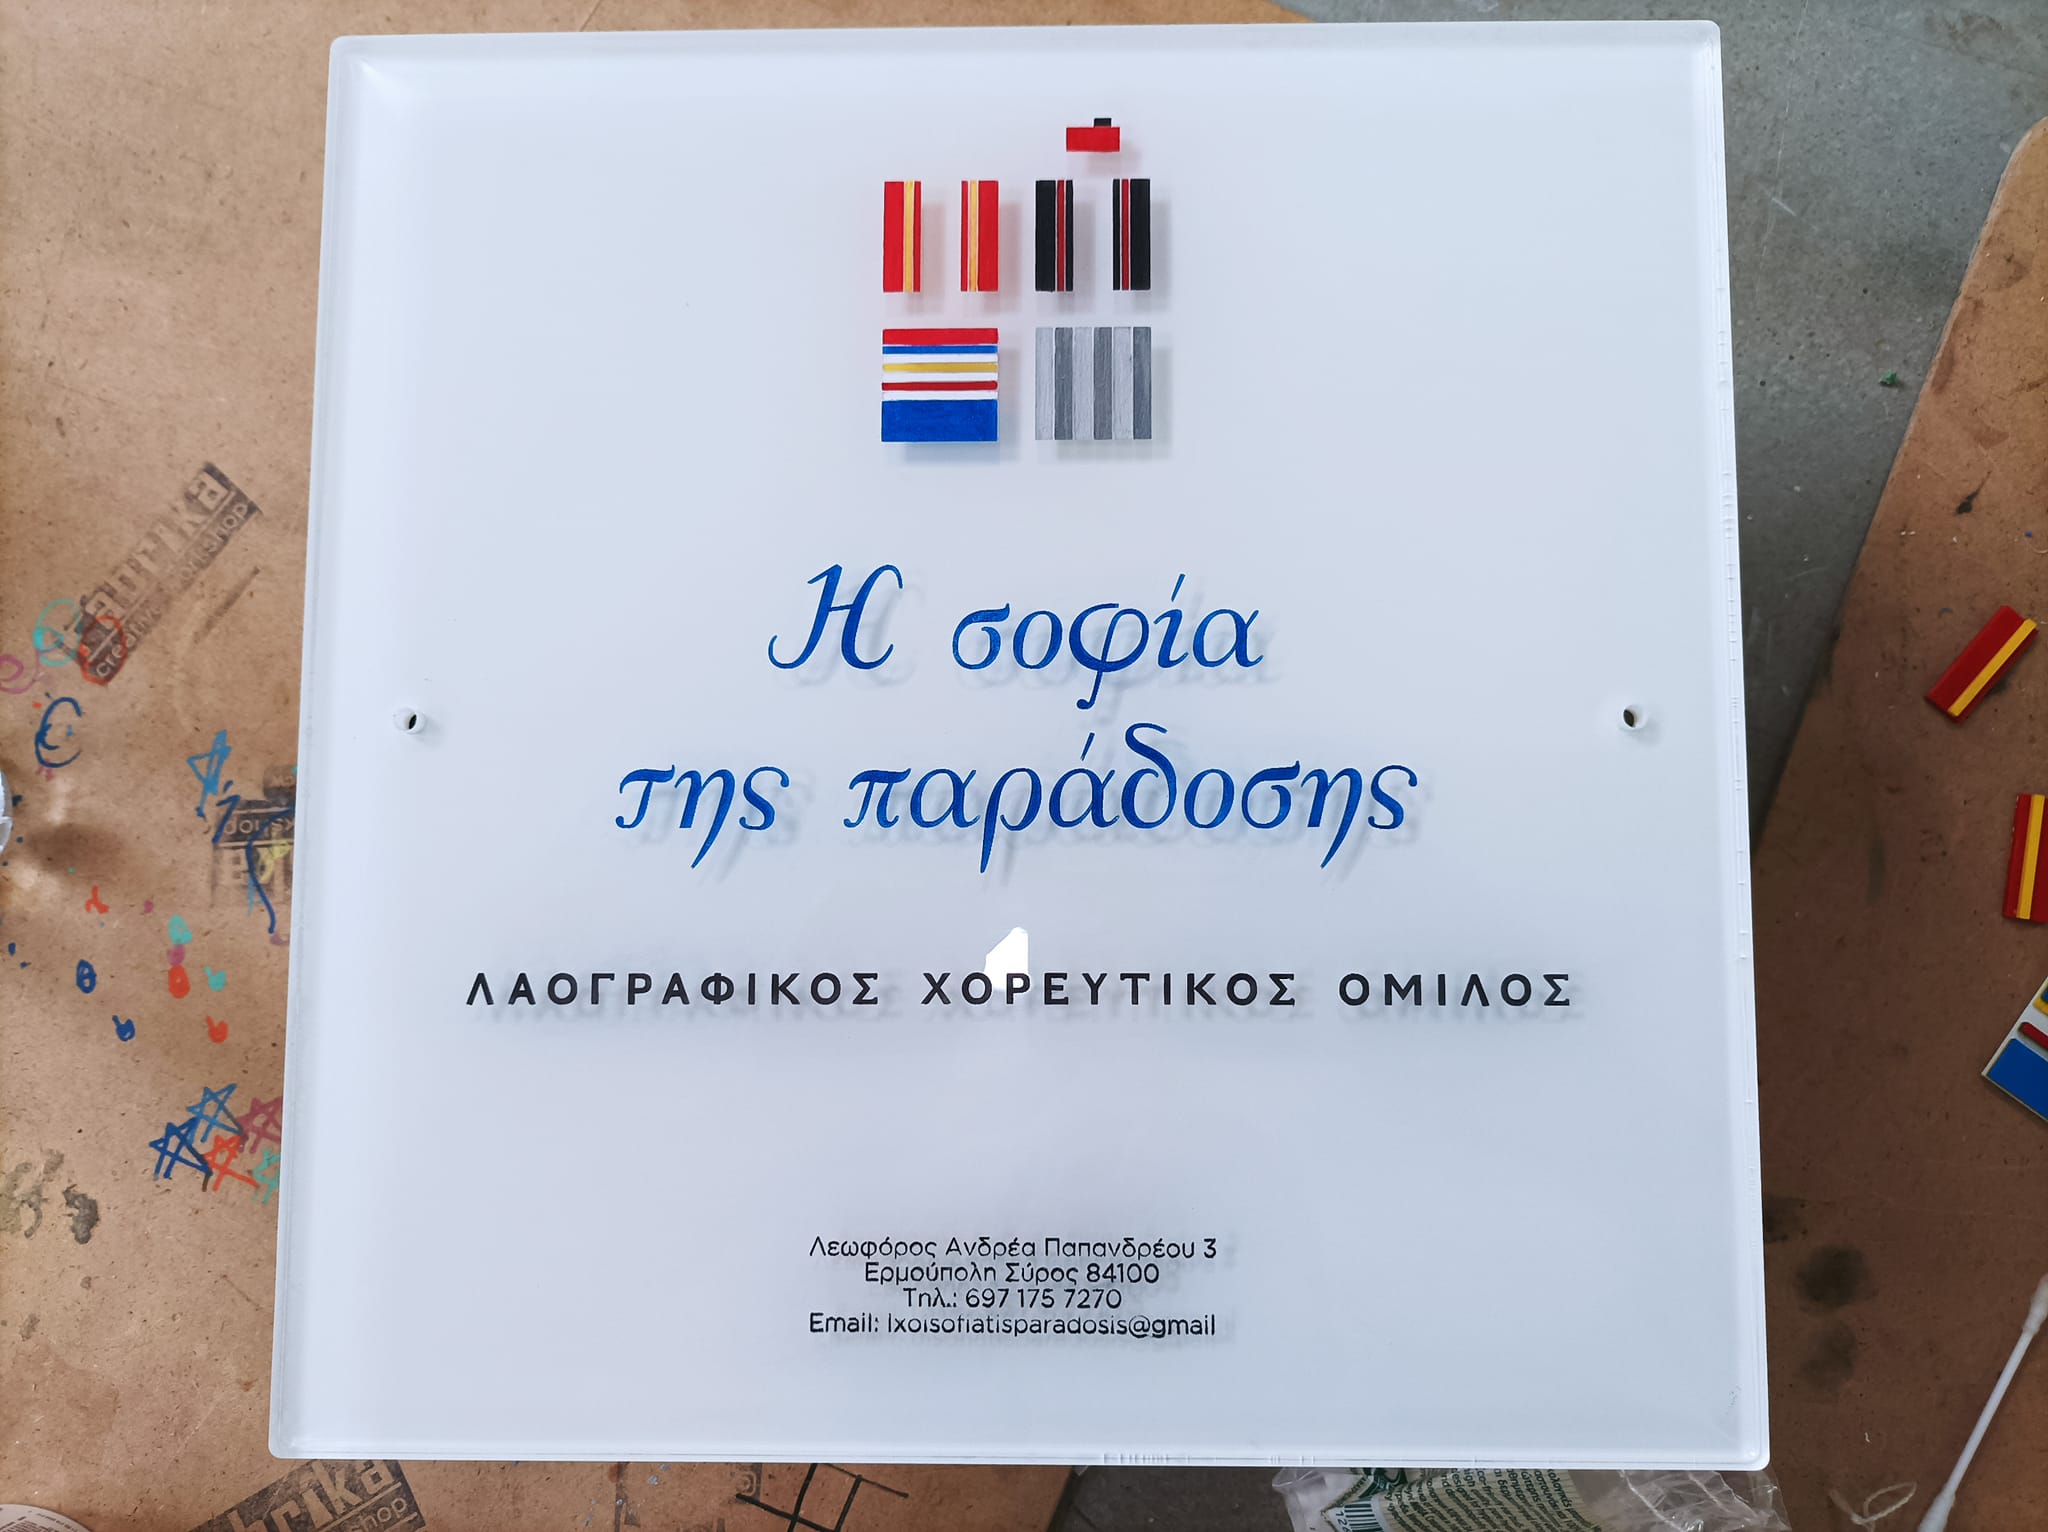 Η σοφία
της παράδοσης
ΛΑΟΓΡΑΦΙΚΟΣ ΧΟΡΕΥΤΙΚΟΣ ΟΜΙΛΟΣ
Λεωφόρος Ανδρέα Παπανδρέου 3
Ερμούπολη Σύρος 84100
Τηλ.: 697 175 7270
Email: lxoisofiatisparadosis@gmail